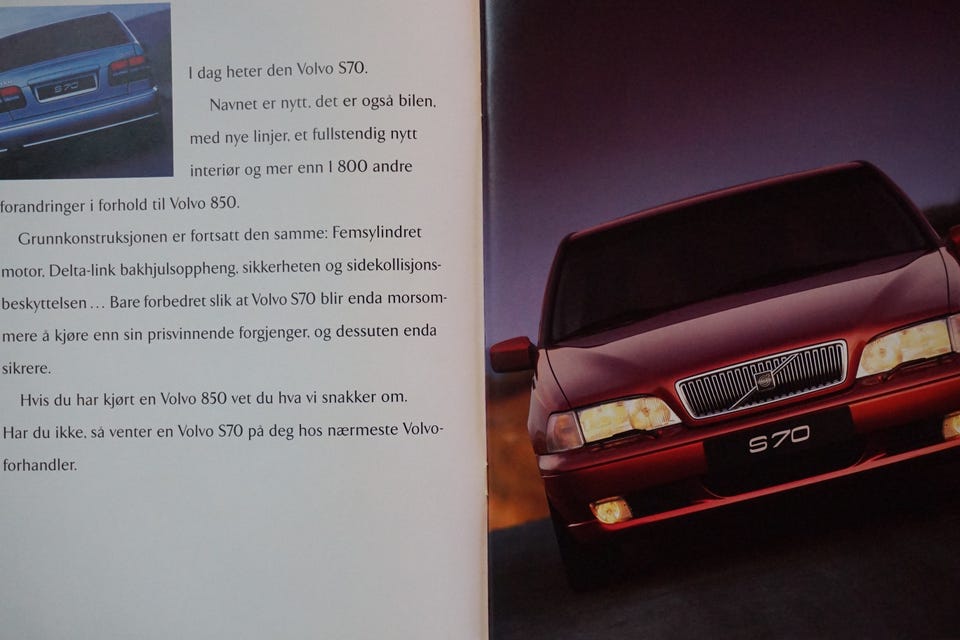 S70
I dag heter den Volvo S70.
Navnet er nytt, det er også bilen,
med nye linjer, et fullstendig nytt
interiør og mer enn 1 800 andre
forandringer i forhold til Volvo 850.
Grunnkonstruksjonen er fortsatt den samme: Femsylindret
motor, Delta-link bakhjulsoppheng, sikkerheten og sidekollisjons-
beskyttelsen... Bare forbedret slik at Volvo S70 blir enda morsom-
mere å kjøre enn sin prisvinnende forgjenger, og dessuten enda
sikrere.
Hvis du har kjørt en Volvo 850 vet du hva vi snakker om.
Har du ikke, så venter en Volvo S70 på deg hos nærmeste Volvo-
forhandler.
S70